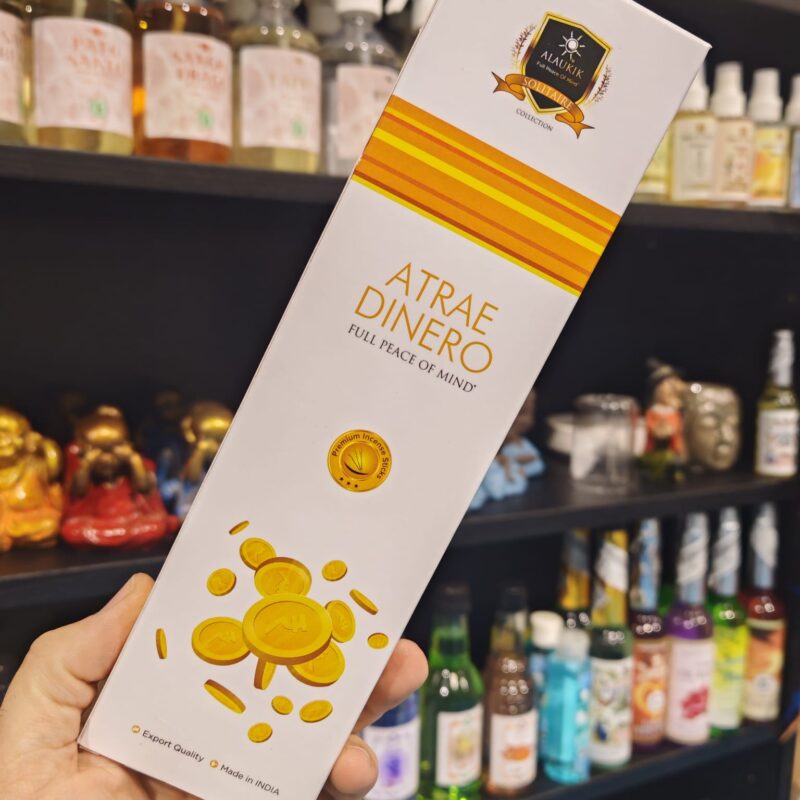 ALAUKIK
Full Peace Of Mind
SOLITAIRE
COLLECTION
ATRAE
DINERO
FULL PEACE OF MIND*
Premium Incense
Sticks
Export Quality
Made in INDIA